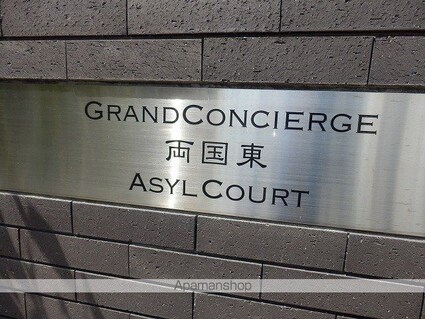 GRANDCONCIERGE
両国東
ASYL COURT
Apamanshop